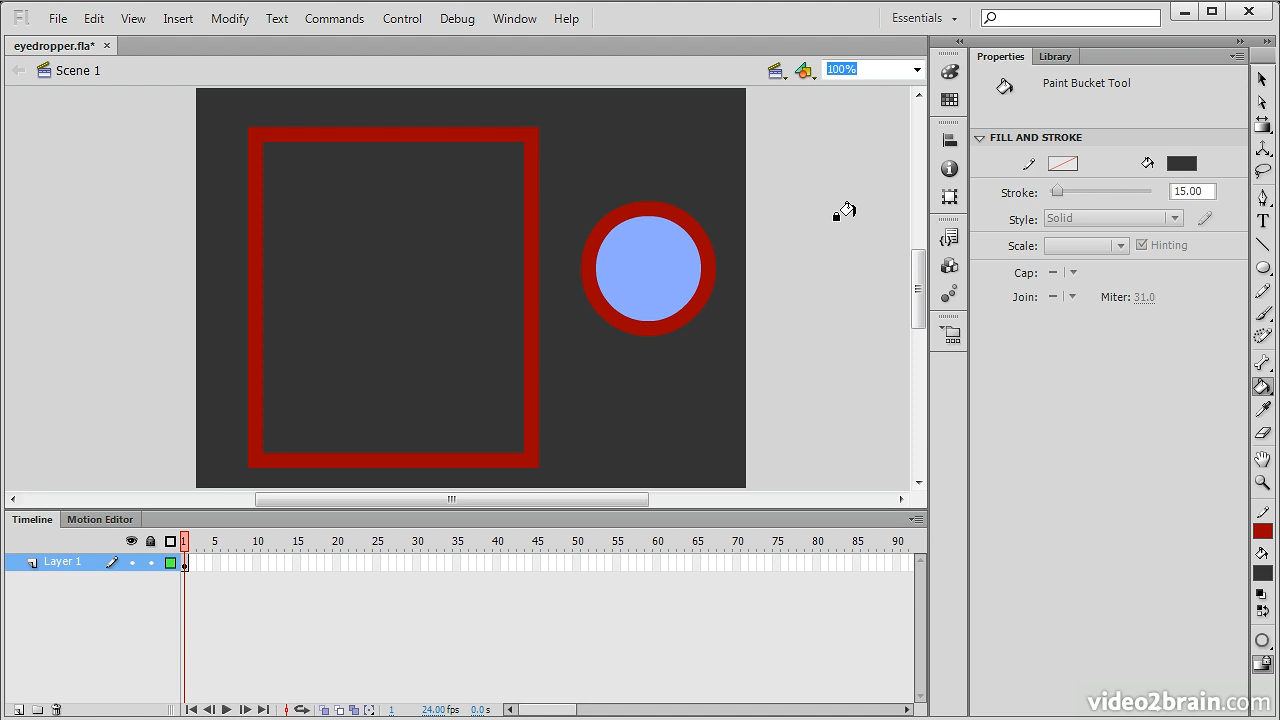 Fl File Edit View Insert Modify Text Commands Control Debug Window Help Essentials
eyedropper.fla*
Scene 1 100%
Properties Library
Paint Bucket Tool
FILL AND STROKE
Stroke: 15.00
Style: Solid
Scale: Hinting
Cap:
Join: Miter: 31.0
T
Timeline Motion Editor
1 5 10 15 20 25 30 35 40 45 50 55 60 65 70 75 80 85 90
Layer 1
1 24.00 fps 0.0 s
video2brain.com